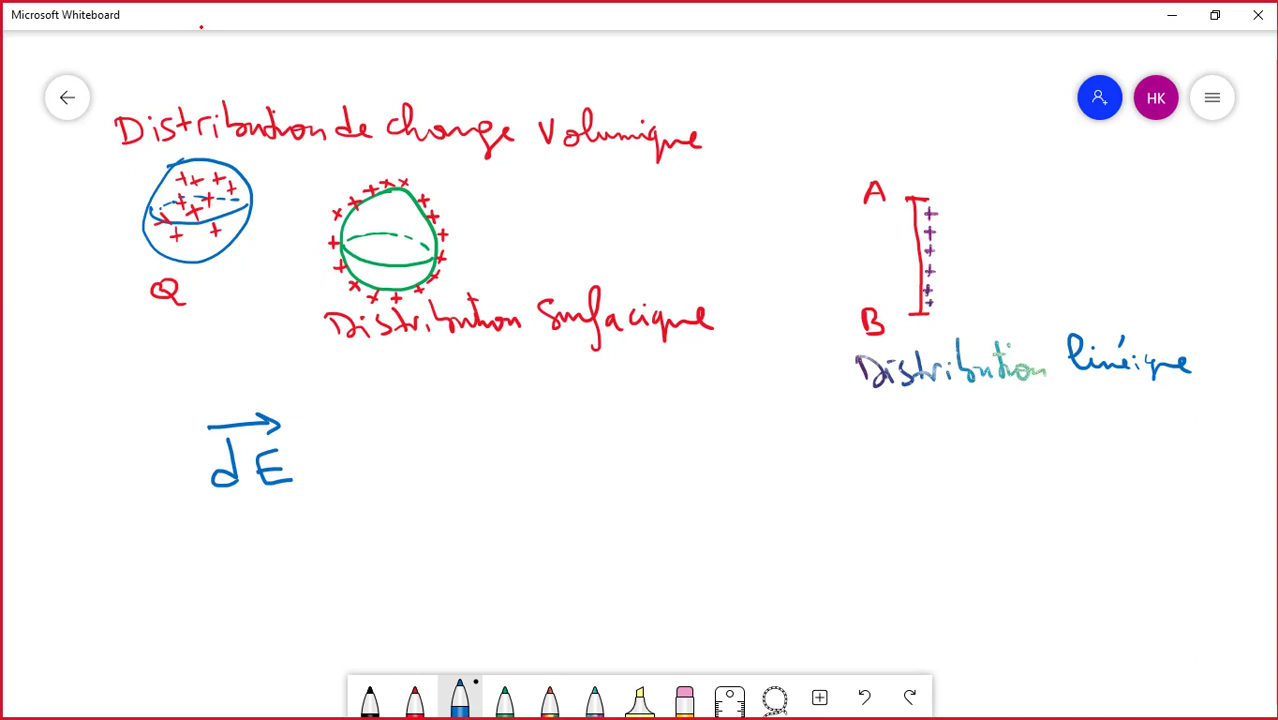 Microsoft Whiteboard
HK
Distribution de charge volumique
Q
Distribution surfacique
A
B
Distribution linéique
dE